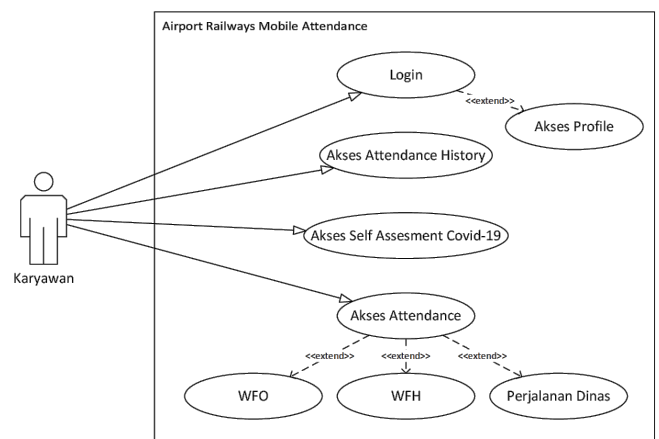 Airport Railways Mobile Attendance
Login
<<extend>>
Akses Profile
Akses Attendance History
Akses Self Assesment Covid-19
Karyawan
Akses Attendance
<<extend>>
<<extend>>
<<extend>>
WFO
WFH
Perjalanan Dinas